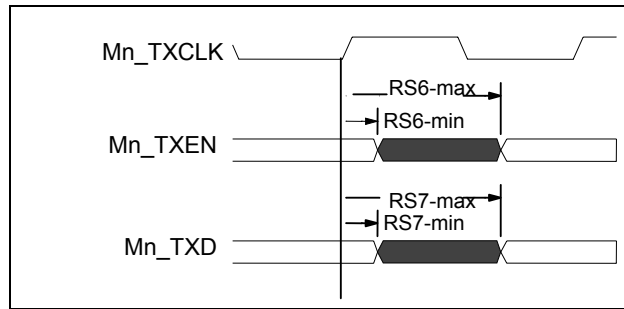 Mn_TXCLK
RS6-max
RS6-min
Mn_TXEN
RS7-max
RS7-min
Mn_TXD